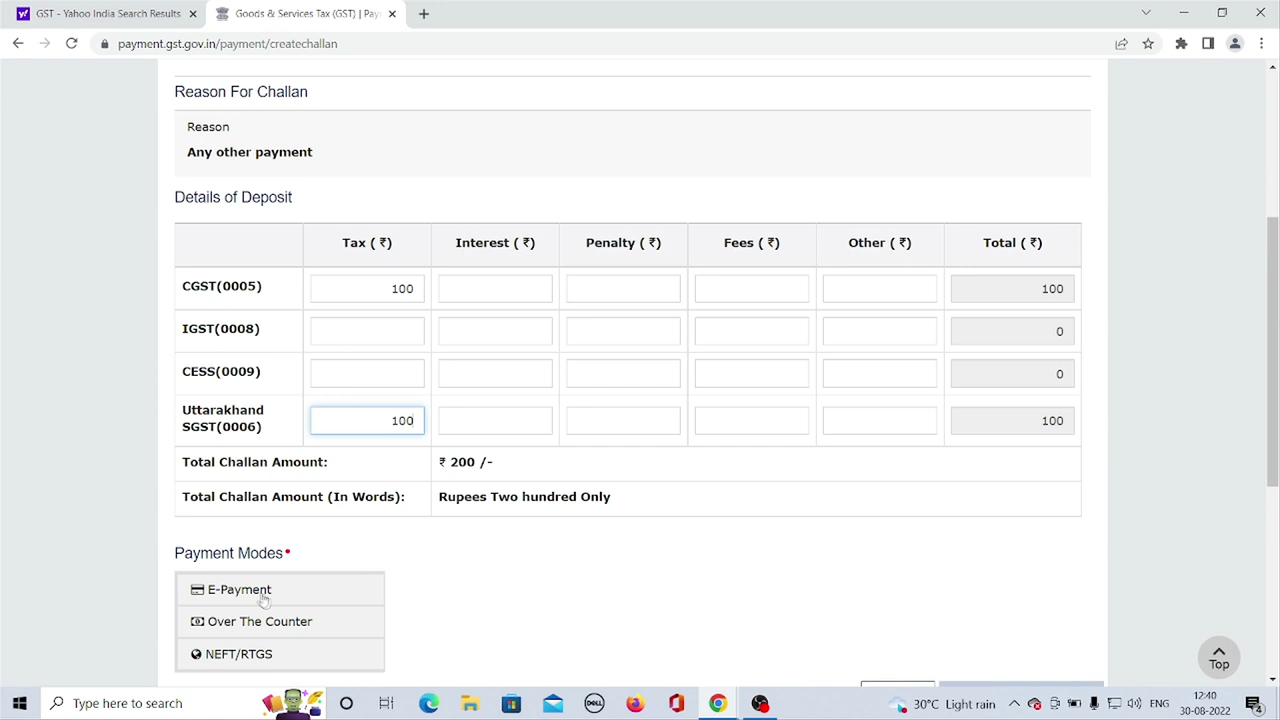 GST - Yahoo India Search Results
Goods & Services Tax (GST) | Pay
payment.gst.gov.in/payment/createchallan
Reason For Challan
Reason
Any other payment
Details of Deposit
Tax ( ₹) Interest ( ₹) Penalty ( ₹) Fees ( ₹) Other ( ₹) Total ( ₹)
CGST(0005) 100 100
IGST(0008) 0
CESS(0009) 0
Uttarakhand
SGST(0006) 100 100
Total Challan Amount: ₹ 200 /-
Total Challan Amount (In Words): Rupees Two hundred Only
Payment Modes•
E-Payment
Over The Counter
NEFT/RTGS
Top
Type here to search
DELL
30°C Light rain
ENG
12:40
30-08-2022
4